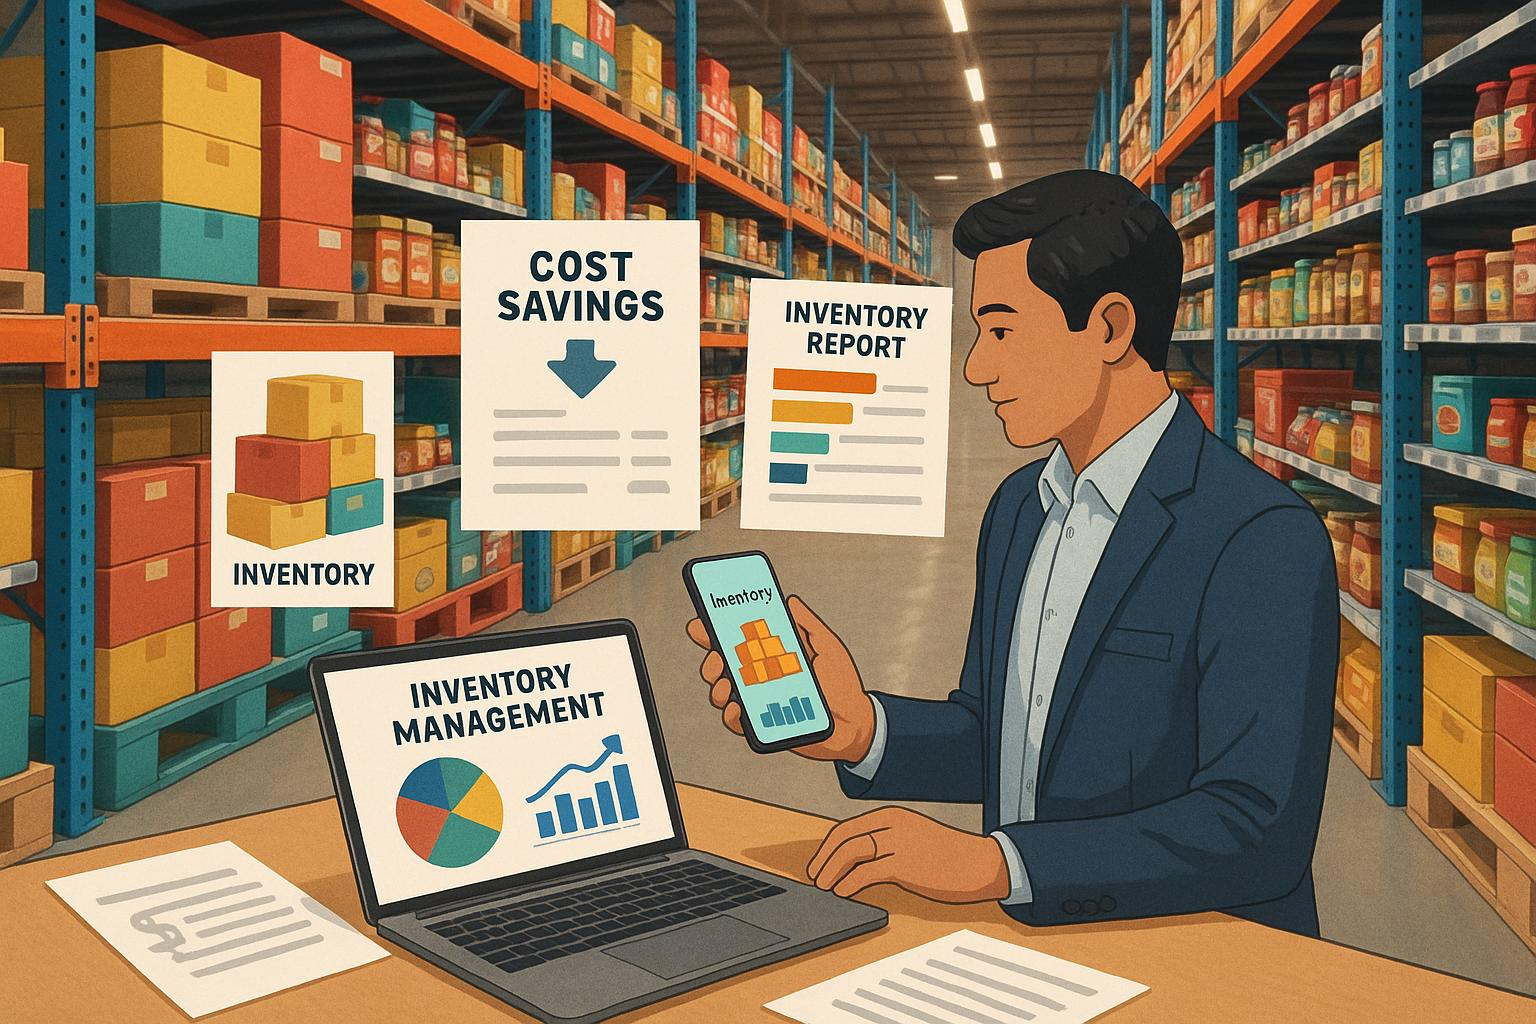 COST
SAVINGS
INVENTORY
REPORT
INVENTORY
Imentory
INVENTORY
MANAGEMENT